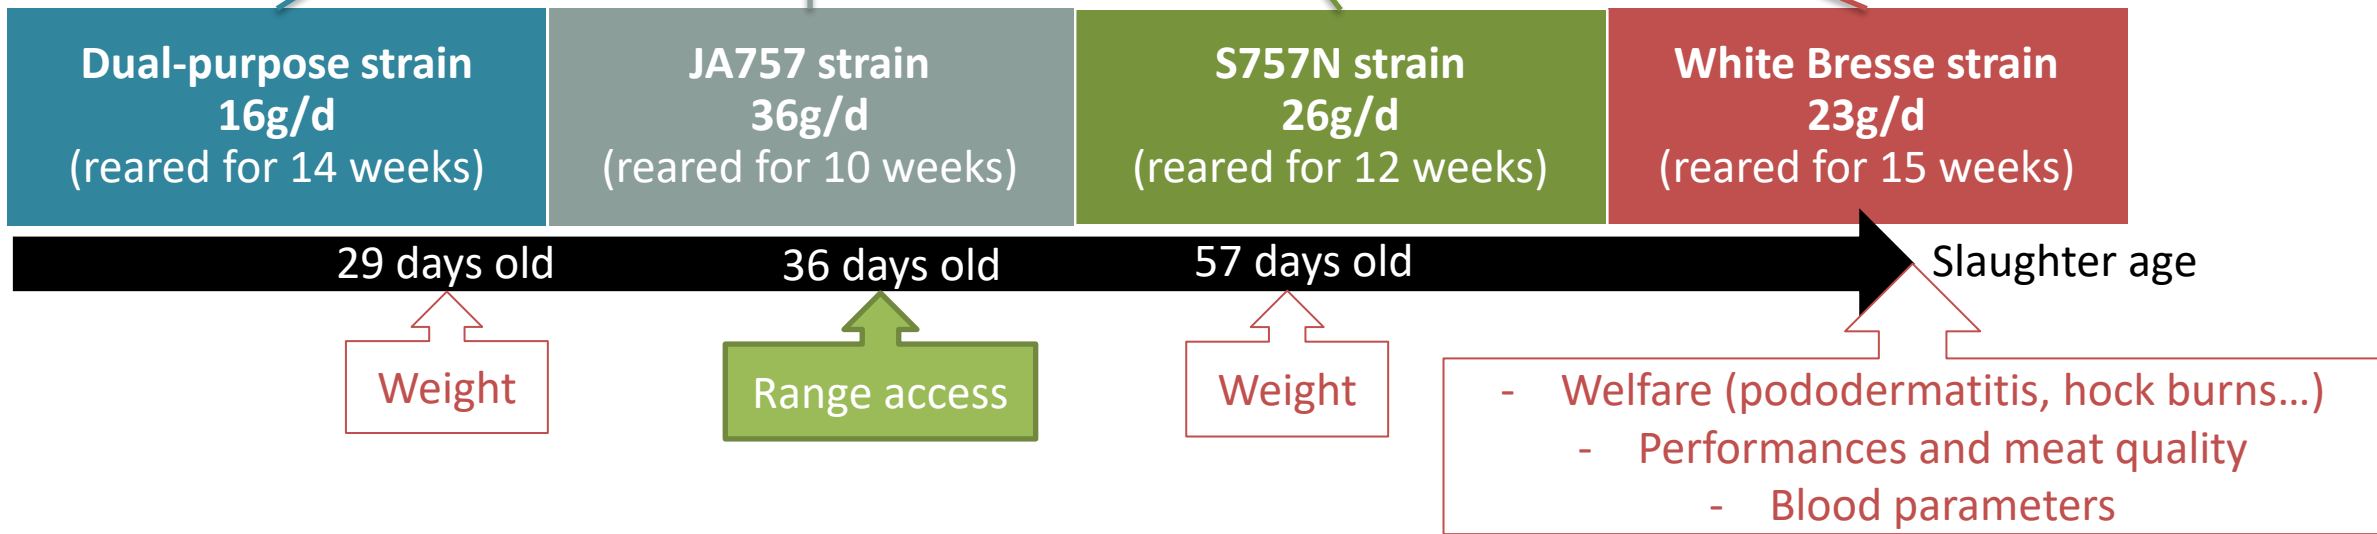 Dual-purpose strain
16g/d
(reared for 14 weeks)
JA757 strain
36g/d
(reared for 10 weeks)
S757N strain
26g/d
(reared for 12 weeks)
White Bresse strain
23g/d
(reared for 15 weeks)
29 days old
36 days old
57 days old
Slaughter age
Weight
Range access
Weight
- Welfare (pododermatitis, hock burns...)
- Performances and meat quality
- Blood parameters